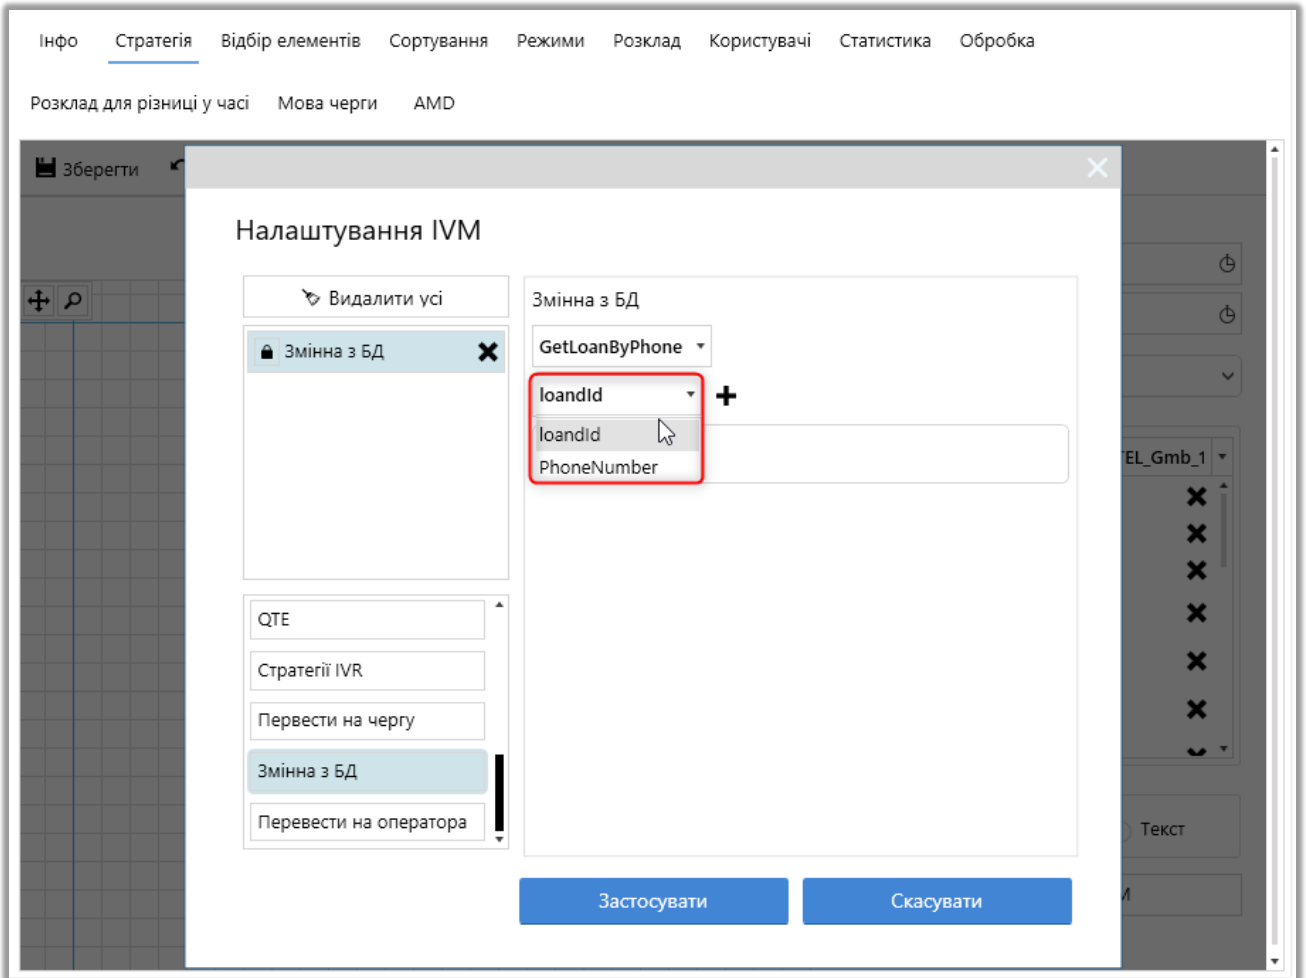 Інфо Стратегія Відбір елементів Сортування Режими Розклад Користувачі Статистика Обробка
Розклад для різниці у часі Мова черги AMD
Зберегти
Налаштування IVM
Видалити усі
Змінна з БД
Змінна з БД
GetLoanByPhone
loandId
loandId
PhoneNumber
TEL_Gmb_1
QTE
Стратегії IVR
Первести на чергу
Змінна з БД
Перевести на оператора
Текст
Застосувати Скасувати